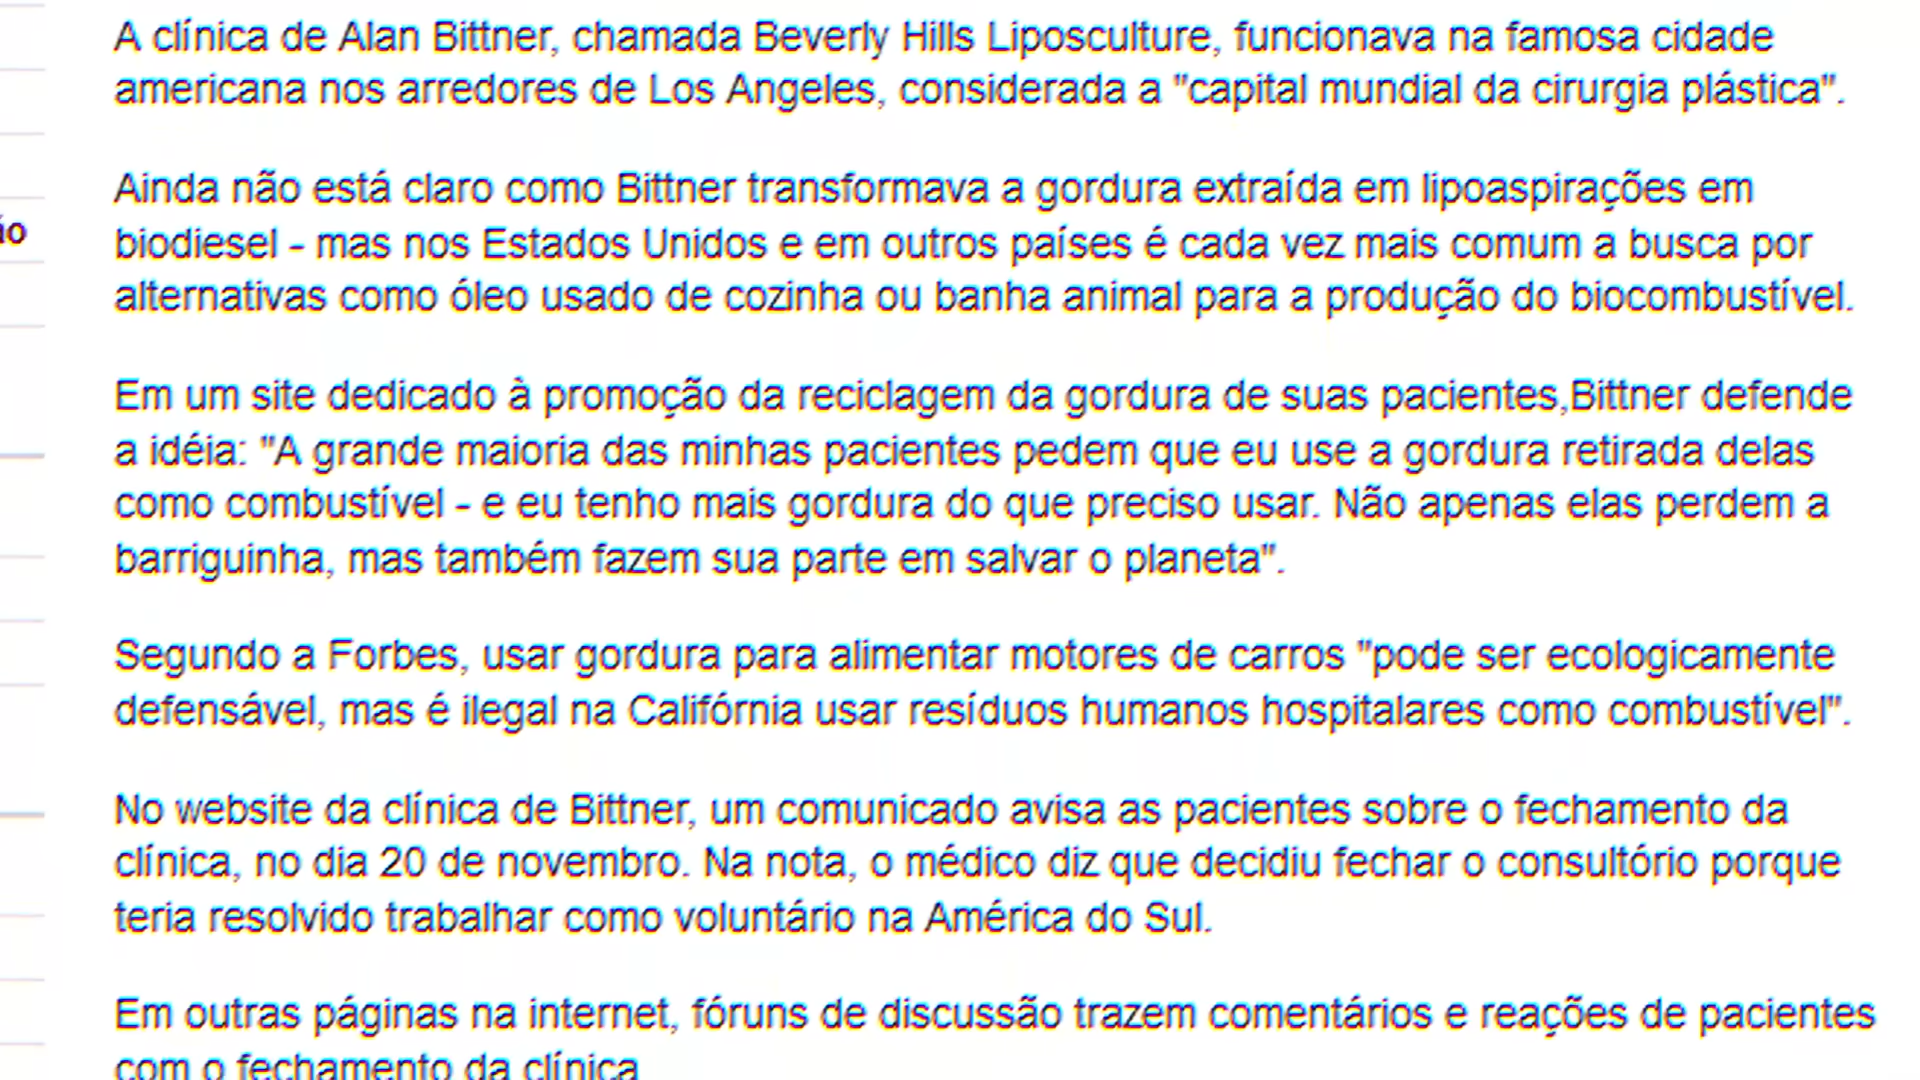 A clínica de Alan Bittner, chamada Beverly Hills Liposculture, funcionava na famosa cidade
americana nos arredores de Los Angeles, considerada a "capital mundial da cirurgia plástica".
Ainda não está claro como Bittner transformava a gordura extraída em lipoaspirações em
biodiesel - mas nos Estados Unidos e em outros países é cada vez mais comum a busca por
alternativas como óleo usado de cozinha ou banha animal para a produção do biocombustível.
Em um site dedicado à promoção da reciclagem da gordura de suas pacientes,Bittner defende
a idéia: "A grande maioria das minhas pacientes pedem que eu use a gordura retirada delas
como combustível - e eu tenho mais gordura do que preciso usar. Não apenas elas perdem a
barriguinha, mas também fazem sua parte em salvar o planeta".
Segundo a Forbes, usar gordura para alimentar motores de carros "pode ser ecologicamente
defensável, mas é ilegal na Califórnia usar resíduos humanos hospitalares como combustível".
No website da clínica de Bittner, um comunicado avisa as pacientes sobre o fechamento da
clínica, no dia 20 de novembro. Na nota, o médico diz que decidiu fechar o consultório porque
teria resolvido trabalhar como voluntário na América do Sul.
Em outras páginas na internet, fóruns de discussão trazem comentários e reações de pacientes
com o fechamento da clínica